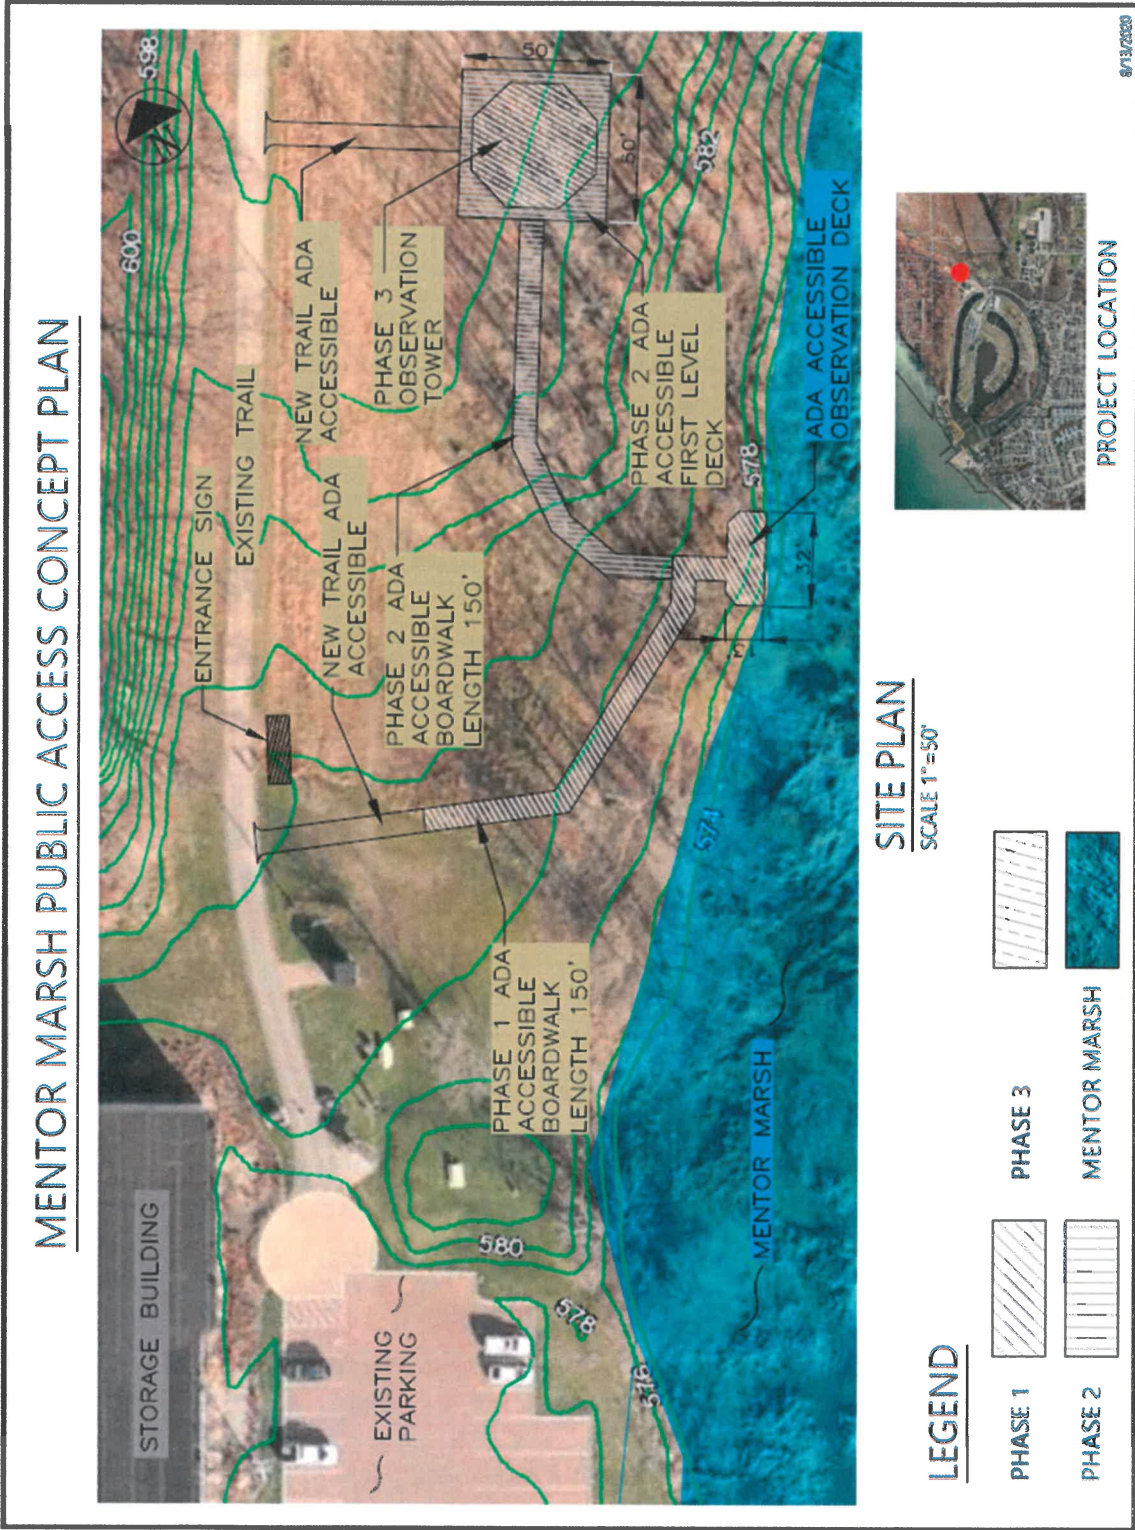 MENTOR MARSH PUBLIC ACCESS CONCEPT PLAN
STORAGE BUILDING
ENTRANCE SIGN
EXISTING TRAIL
600
598
NEW TRAIL ADA
ACCESSIBLE
NEW TRAIL ADA
ACCESSIBLE
PHASE 3
OBSERVATION
TOWER
50'
EXISTING
PARKING
PHASE 2 ADA
ACCESSIBLE
BOARDWALK
LENGTH 150'
580
PHASE 1 ADA
ACCESSIBLE
BOARDWALK
LENGTH 150'
578
576
PHASE 2 ADA
ACCESSIBLE
FIRST LEVEL
DECK
582
574
578
32'
MENTOR MARSH
ADA ACCESSIBLE
OBSERVATION DECK
SITE PLAN
SCALE 1"=50'
LEGEND
PHASE 1
PHASE 3
PHASE 2
MENTOR MARSH
PROJECT LOCATION